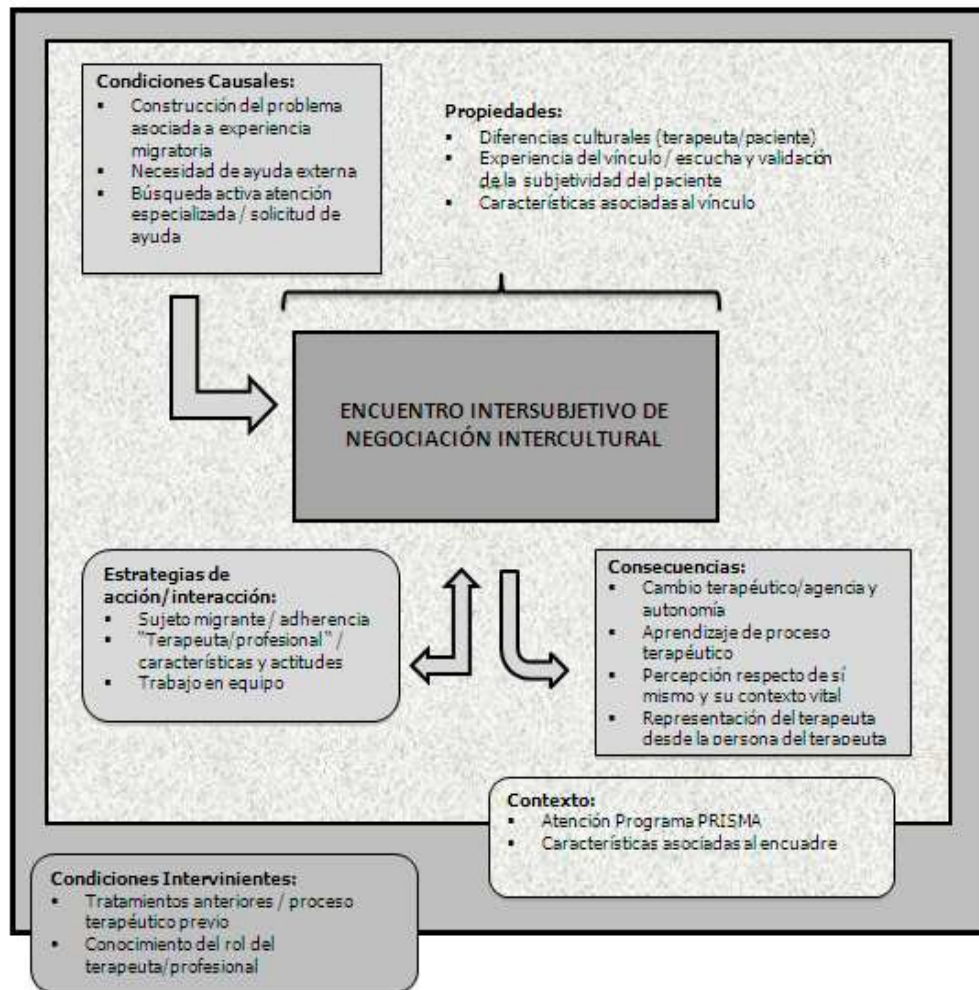 Condiciones Causales:
▪ Construcción del problema
asociada a experiencia
migratoria
▪ Necesidad de ayuda externa
▪ Búsqueda activa atención
especializada / solicitud de
ayuda
Propiedades:
▪ Diferencias culturales (terapeuta/paciente)
▪ Experiencia del vínculo / escucha y validación
de la subjetividad del paciente
▪ Características asociadas al vínculo
ENCUENTRO INTERSUBJETIVO DE
NEGOCIACIÓN INTERCULTURAL
Estrategias de
acción/interacción:
▪ Sujeto migrante / adherencia
▪ "Terapeuta/profesional" /
características y actitudes
▪ Trabajo en equipo
Consecuencias:
▪ Cambio terapéutico/agencia y
autonomía
▪ Aprendizaje de proceso
terapéutico
▪ Percepción respecto de sí
mismo y su contexto vital
▪ Representación del terapeuta
desde la persona del terapeuta
Contexto:
▪ Atención Programa PRISMA
▪ Características asociadas al encuadre
Condiciones Intervinientes:
▪ Tratamientos anteriores / proceso
terapéutico previo
▪ Conocimiento del rol del
terapeuta/profesional